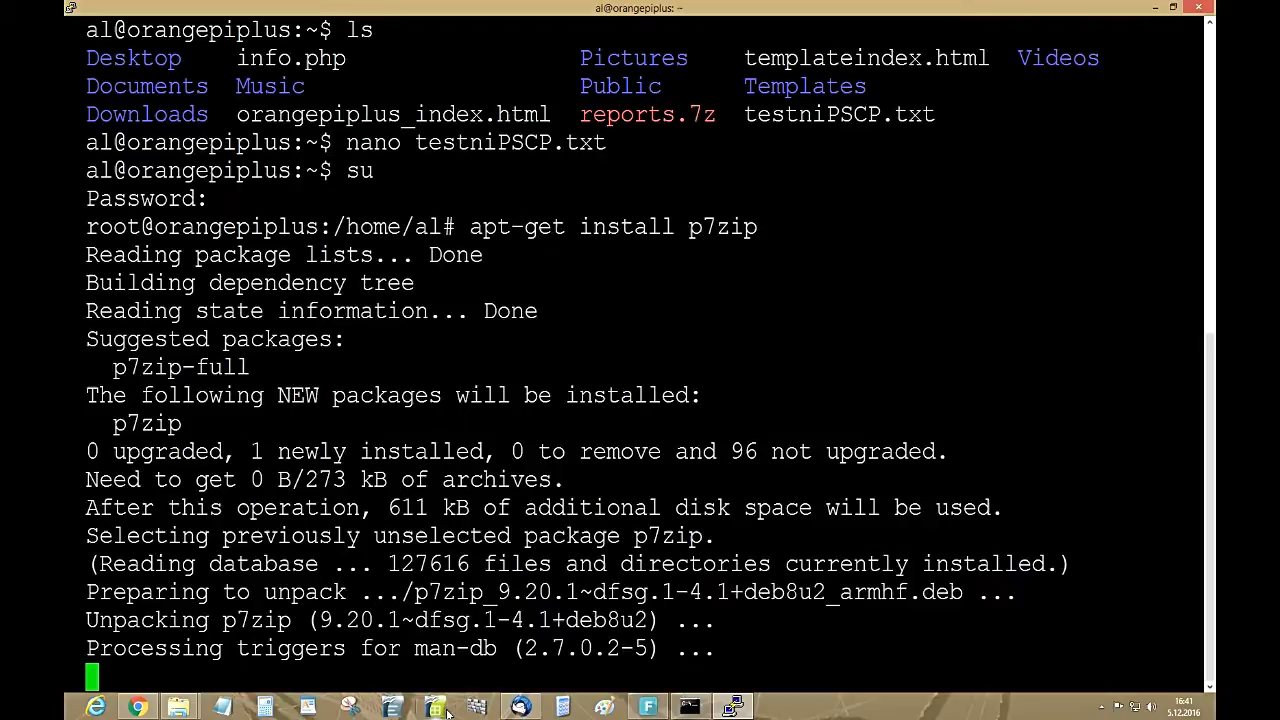 al@orangepiplus: ~
al@orangepiplus:~$ ls
Desktop info.php Pictures templateindex.html Videos
Documents Music Public Templates
Downloads orangepiplus_index.html reports.7z testniPSCP.txt
al@orangepiplus:~$ nano testniPSCP.txt
al@orangepiplus:~$ su
Password:
root@orangepiplus:/home/al# apt-get install p7zip
Reading package lists... Done
Building dependency tree
Reading state information... Done
Suggested packages:
p7zip-full
The following NEW packages will be installed:
p7zip
0 upgraded, 1 newly installed, 0 to remove and 96 not upgraded.
Need to get 0 B/273 kB of archives.
After this operation, 611 kB of additional disk space will be used.
Selecting previously unselected package p7zip.
(Reading database ... 127616 files and directories currently installed.)
Preparing to unpack .../p7zip_9.20.1~dfsg.1-4.1+deb8u2_armhf.deb ...
Unpacking p7zip (9.20.1~dfsg.1-4.1+deb8u2) ...
Processing triggers for man-db (2.7.0.2-5) ...
16:41
5.12.2016